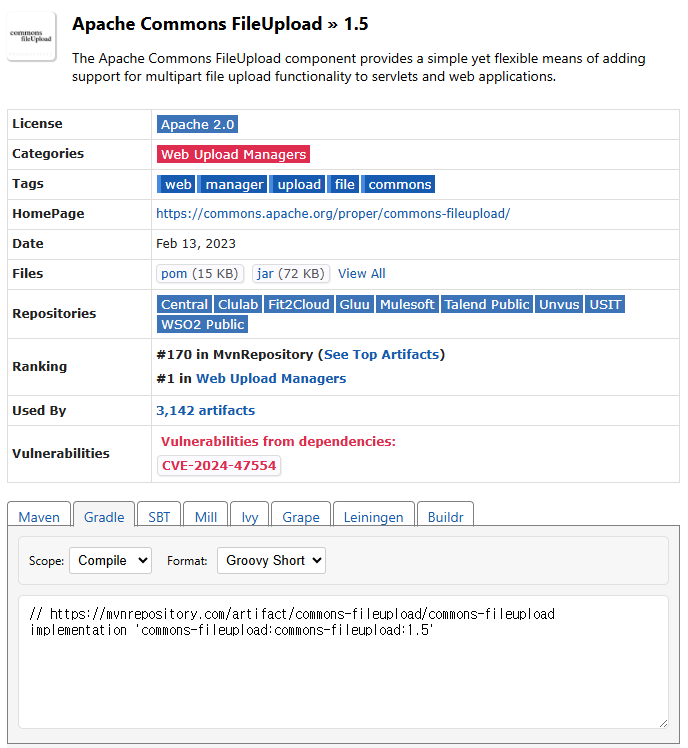 commons
fileUpload
Apache Commons FileUpload » 1.5
The Apache Commons FileUpload component provides a simple yet flexible means of adding
support for multipart file upload functionality to servlets and web applications.
License Apache 2.0
Categories Web Upload Managers
Tags web manager upload file commons
HomePage https://commons.apache.org/proper/commons-fileupload/
Date Feb 13, 2023
Files pom (15 KB) jar (72 KB) View All
Repositories Central Clulab Fit2Cloud Gluu Mulesoft Talend Public Unvus USIT
WSO2 Public
Ranking #170 in MvnRepository (See Top Artifacts)
#1 in Web Upload Managers
Used By 3,142 artifacts
Vulnerabilities Vulnerabilities from dependencies:
CVE-2024-47554
Maven Gradle SBT Mill Ivy Grape Leiningen Buildr
Scope: Compile Format: Groovy Short
// https://mvnrepository.com/artifact/commons-fileupload/commons-fileupload
implementation 'commons-fileupload:commons-fileupload:1.5'